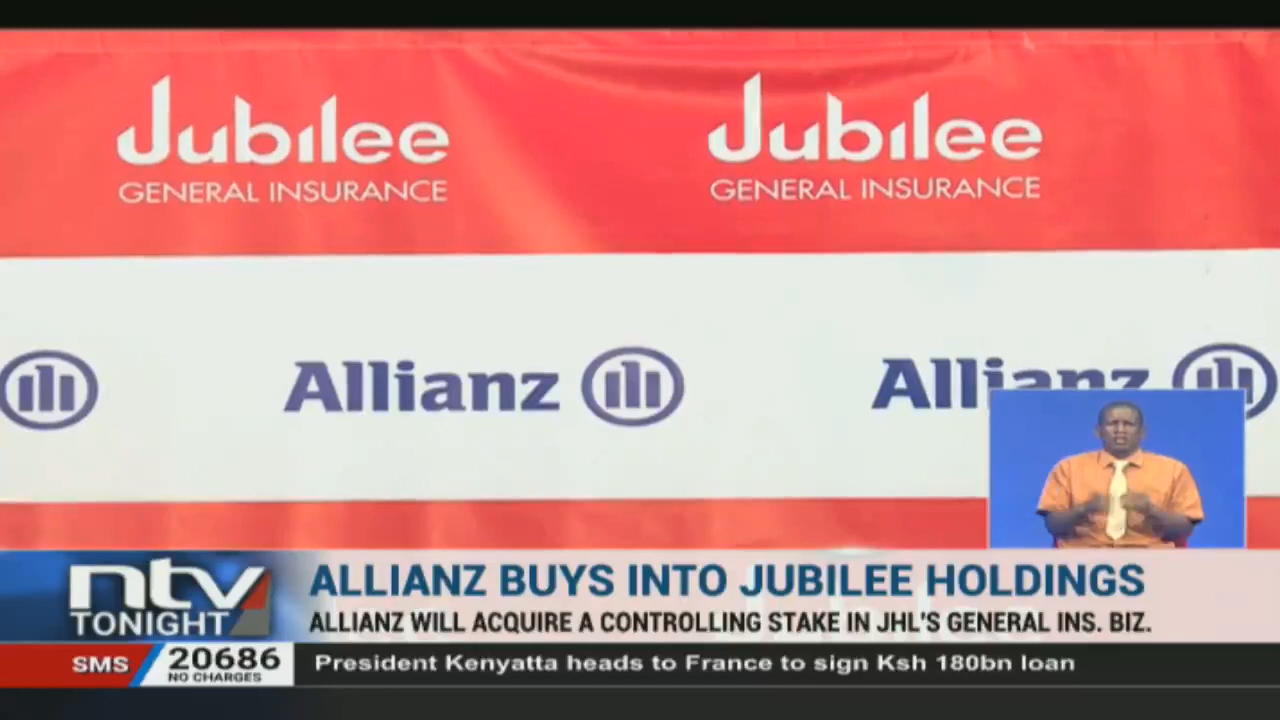 Jubilee
GENERAL INSURANCE
Jubilee
GENERAL INSURANCE
Allianz
Allianz
ntv
TONIGHT
ALLIANZ BUYS INTO JUBILEE HOLDINGS
ALLIANZ WILL ACQUIRE A CONTROLLING STAKE IN JHL'S GENERAL INS. BIZ.
SMS
20686
NO CHARGES
President Kenyatta heads to France to sign Ksh 180bn loan